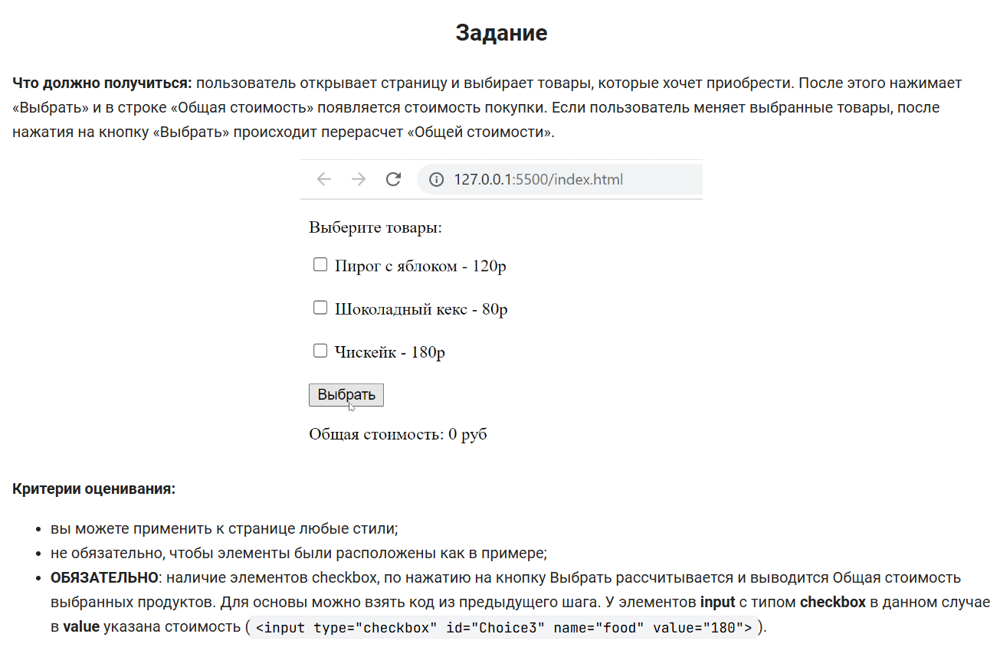 Задание
Что должно получиться: пользователь открывает страницу и выбирает товары, которые хочет приобрести. После этого нажимает
«Выбрать» и в строке «Общая стоимость» появляется стоимость покупки. Если пользователь меняет выбранные товары, после
нажатия на кнопку «Выбрать» происходит перерасчет «Общей стоимости».
127.0.0.1:5500/index.html
Выберите товары:
Пирог с яблоком - 120р
Шоколадный кекс - 80р
Чискейк - 180р
Выбрать
Общая стоимость: 0 руб
Критерии оценивания:
• вы можете применить к странице любые стили;
• не обязательно, чтобы элементы были расположены как в примере;
• ОБЯЗАТЕЛЬНО: наличие элементов checkbox, по нажатию на кнопку Выбрать рассчитывается и выводится Общая стоимость
выбранных продуктов. Для основы можно взять код из предыдущего шага. У элементов input с типом checkbox в данном случае
в value указана стоимость ( <input type="checkbox" id="Choice3" name="food" value="180"> ).